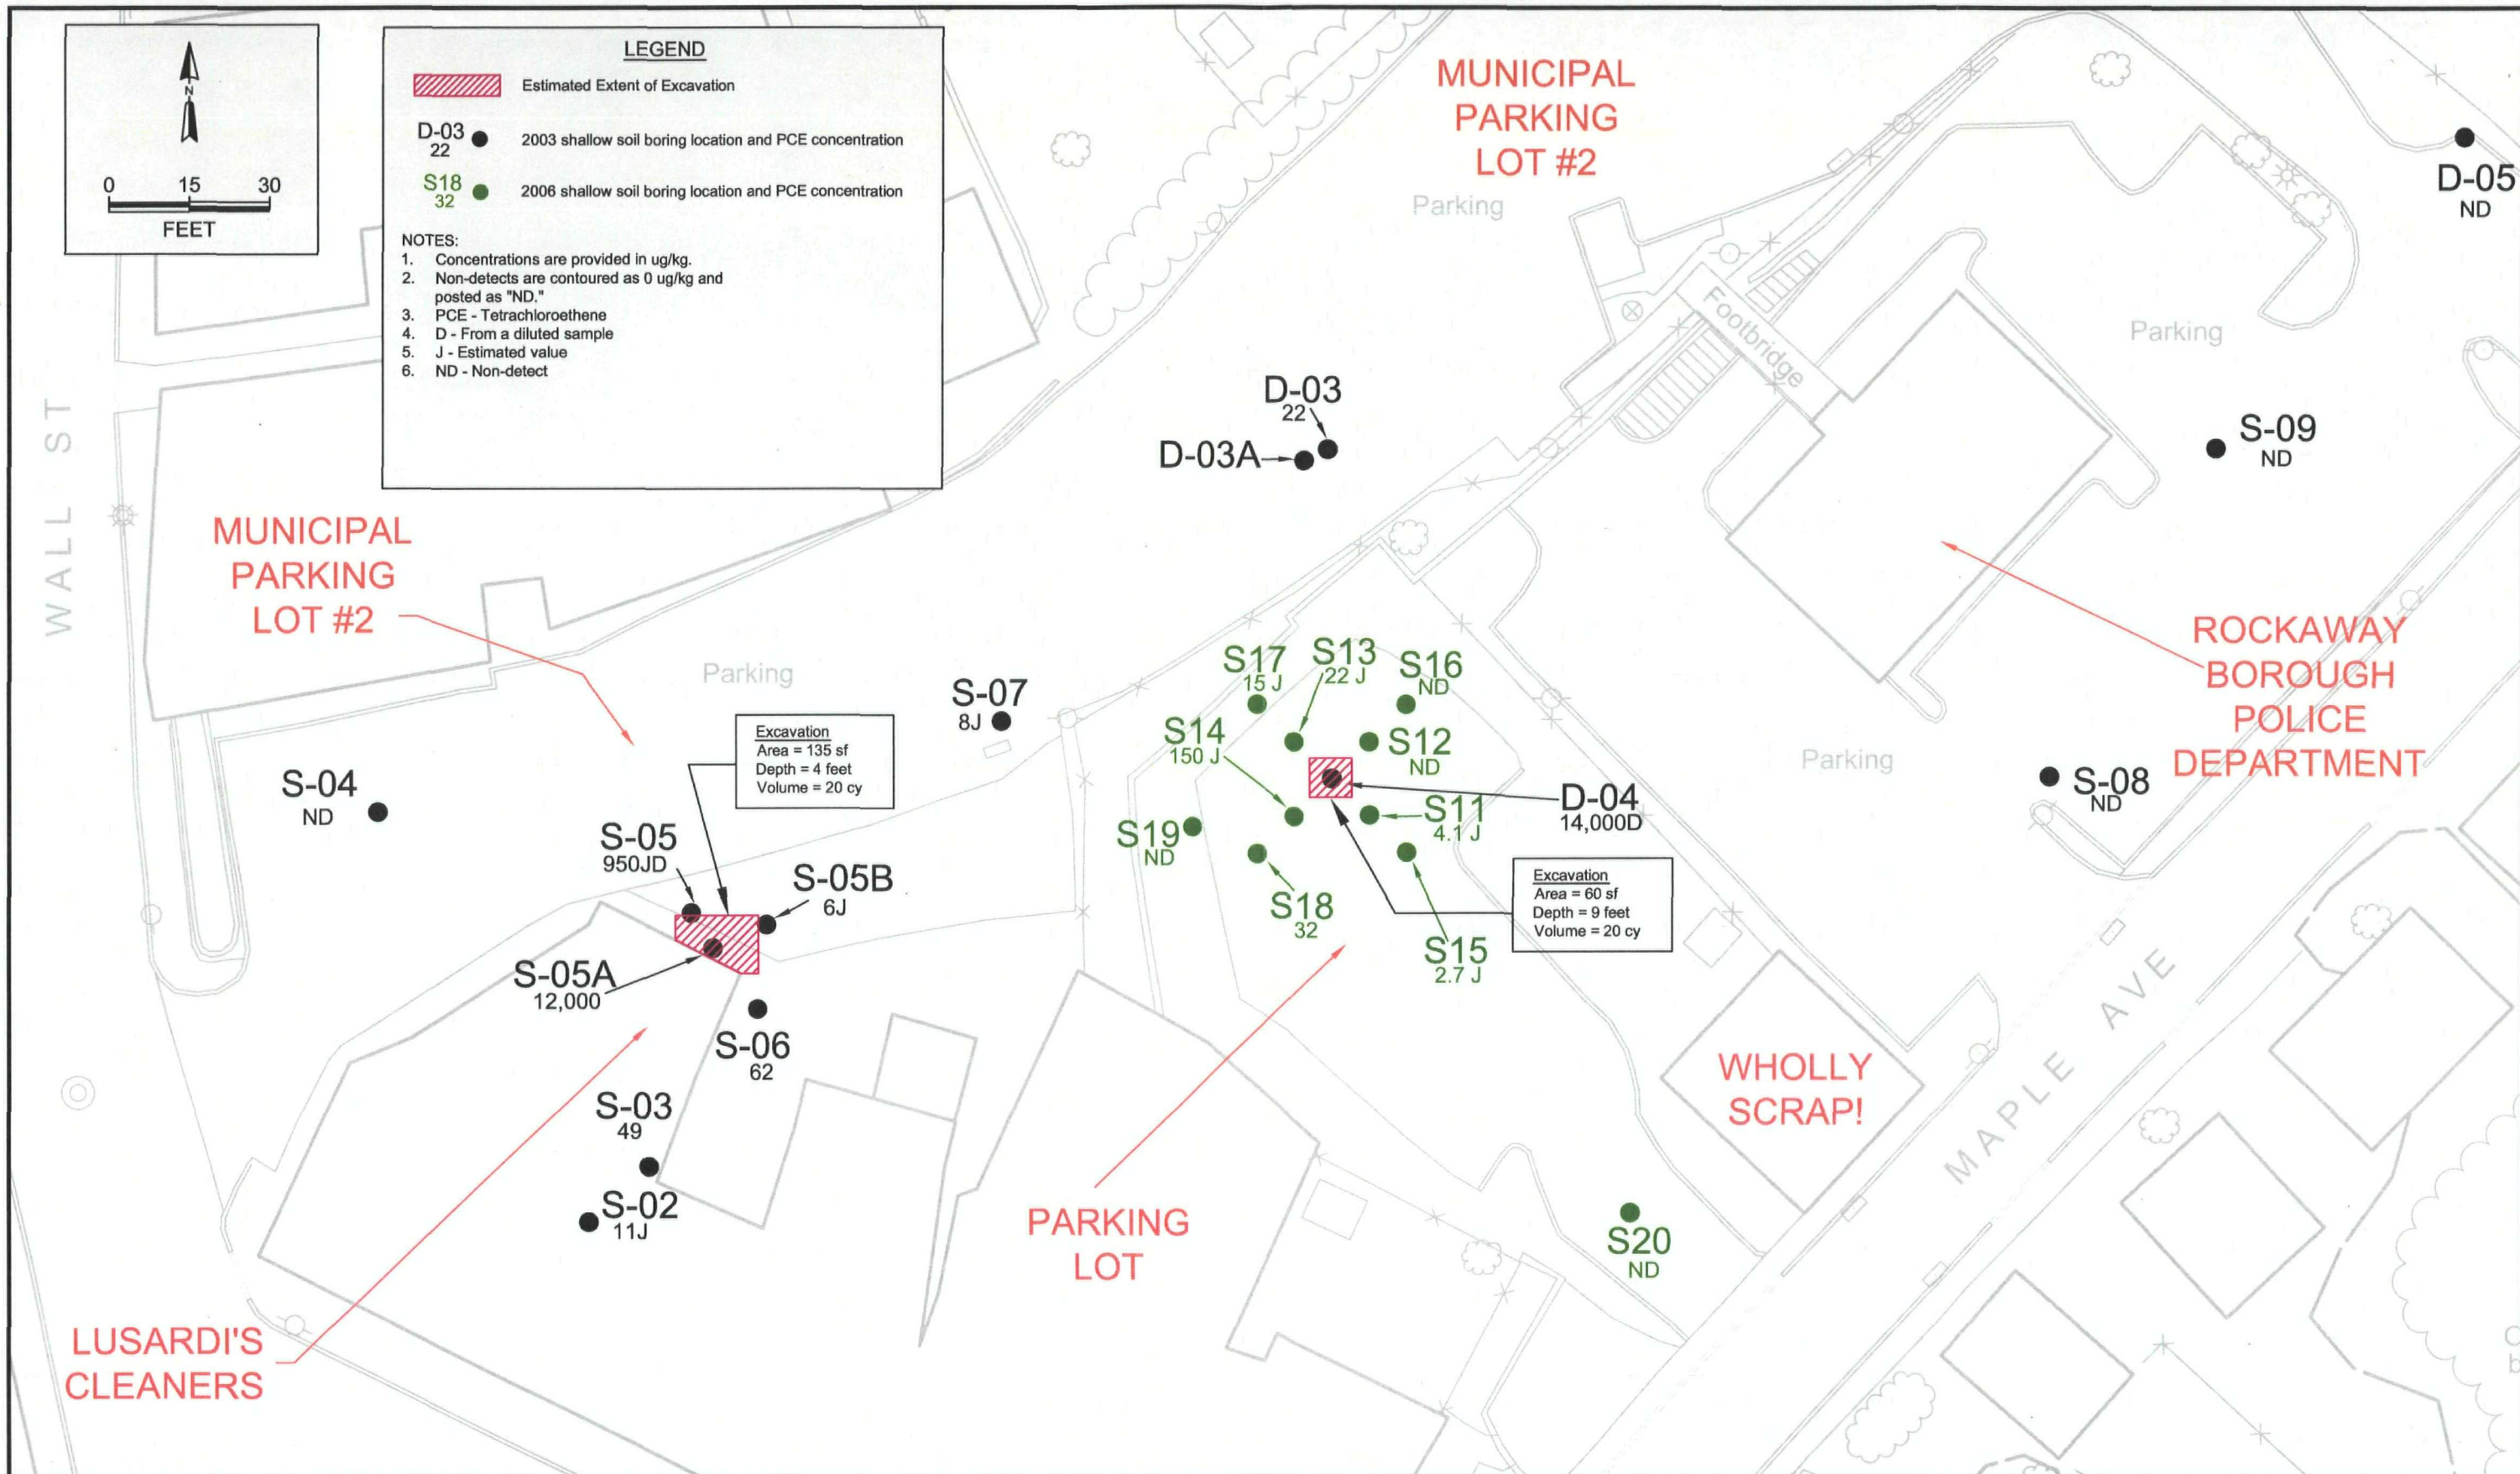 N
0 15 30
FEET
LEGEND
Estimated Extent of Excavation
D-03
22
2003 shallow soil boring location and PCE concentration
S18
32
2006 shallow soil boring location and PCE concentration
NOTES:
1. Concentrations are provided in ug/kg.
2. Non-detects are contoured as 0 ug/kg and
posted as "ND."
3. PCE - Tetrachloroethene
4. D - From a diluted sample
5. J - Estimated value
6. ND - Non-detect
MUNICIPAL
PARKING
LOT #2
Parking
D-05
ND
Footbridge
Parking
D-03
22
D-03A
S-09
ND
WALL ST
MUNICIPAL
PARKING
LOT #2
Parking
S-07
8J
S17
15 J
S13
22 J
S16
ND
S14
150 J
S12
ND
ROCKAWAY
BOROUGH
POLICE
DEPARTMENT
Parking
S-08
ND
Excavation
Area = 135 sf
Depth = 4 feet
Volume = 20 cy
S-04
ND
S-05
950JD
S-05B
6J
S19
ND
S11
4.1 J
D-04
14,000D
S18
32
S15
2.7 J
Excavation
Area = 60 sf
Depth = 9 feet
Volume = 20 cy
S-05A
12,000
S-06
62
S-03
49
S-02
11J
WHOLLY
SCRAP!
MAPLE AVE
PARKING
LOT
S20
ND
LUSARDI'S
CLEANERS